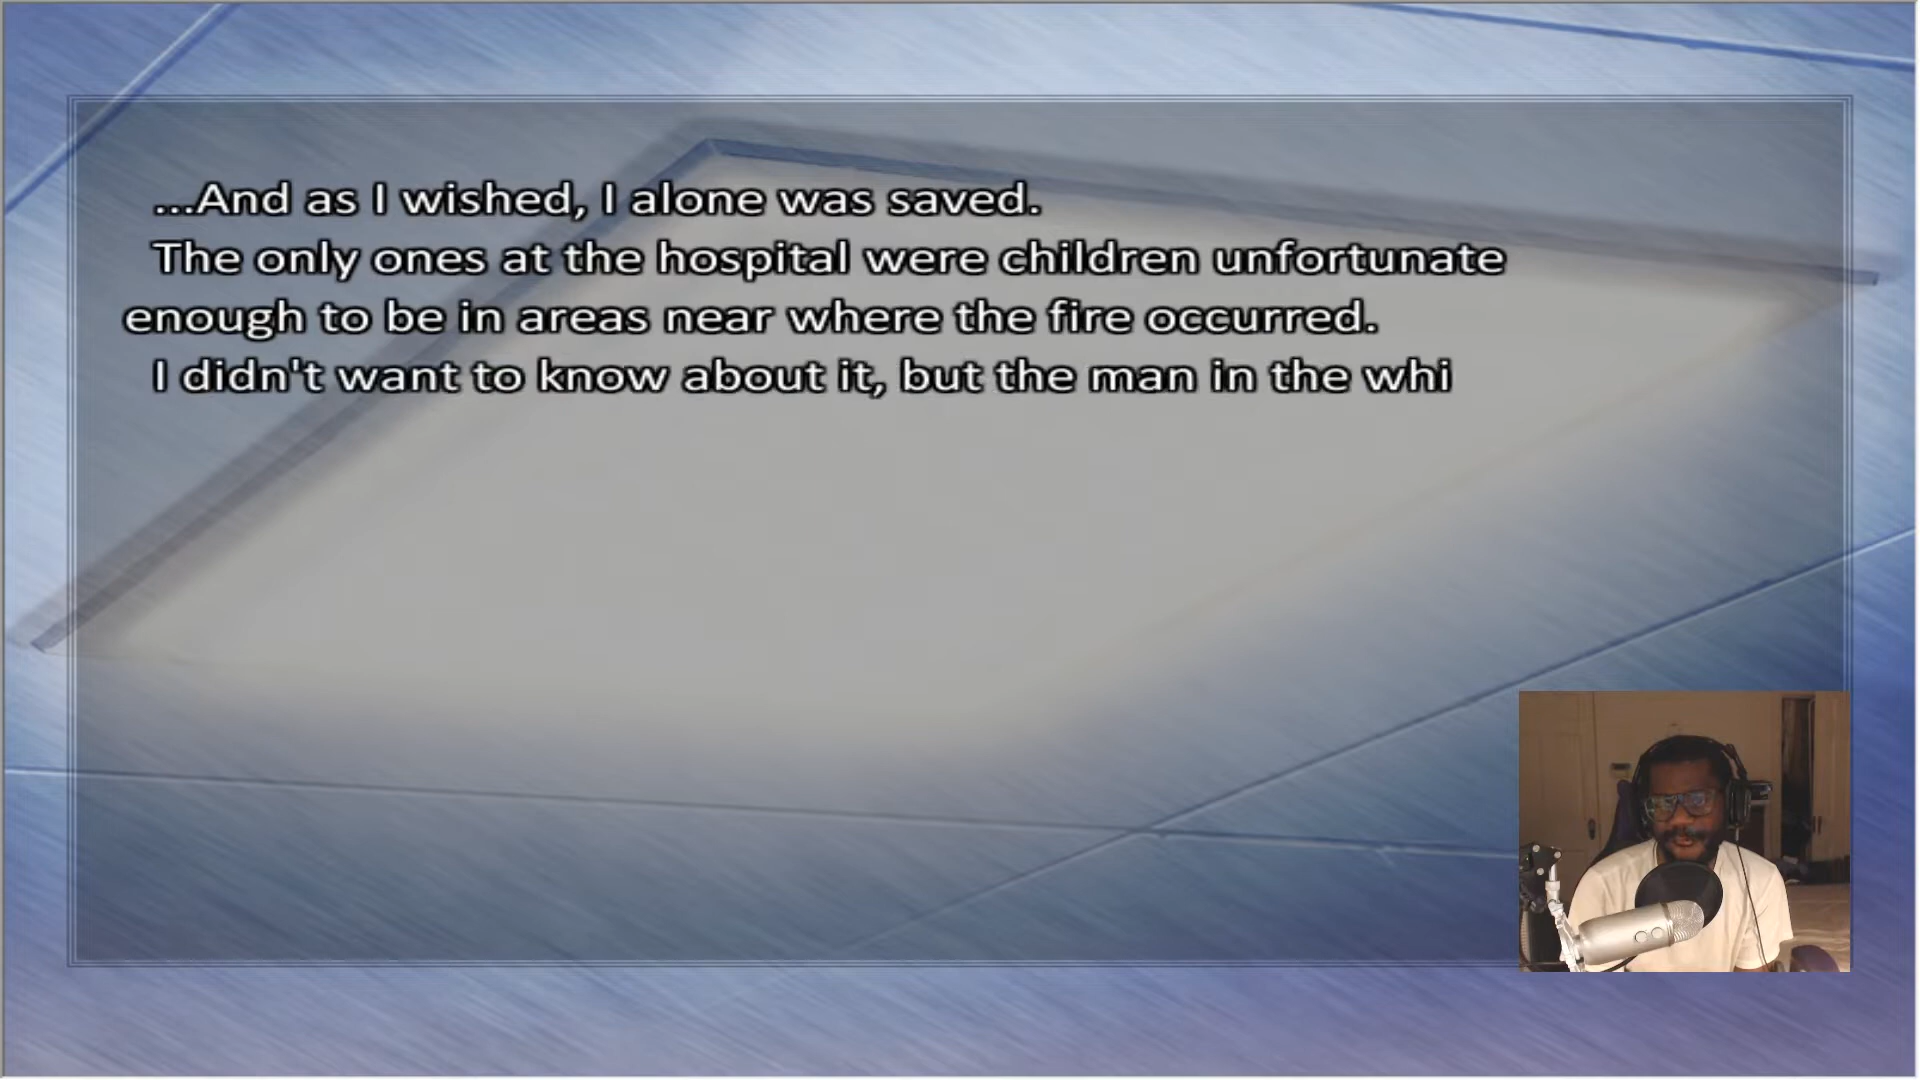 ...And as I wished, I alone was saved.
The only ones at the hospital were children unfortunate
enough to be in areas near where the fire occurred.
I didn't want to know about it, but the man in the whi